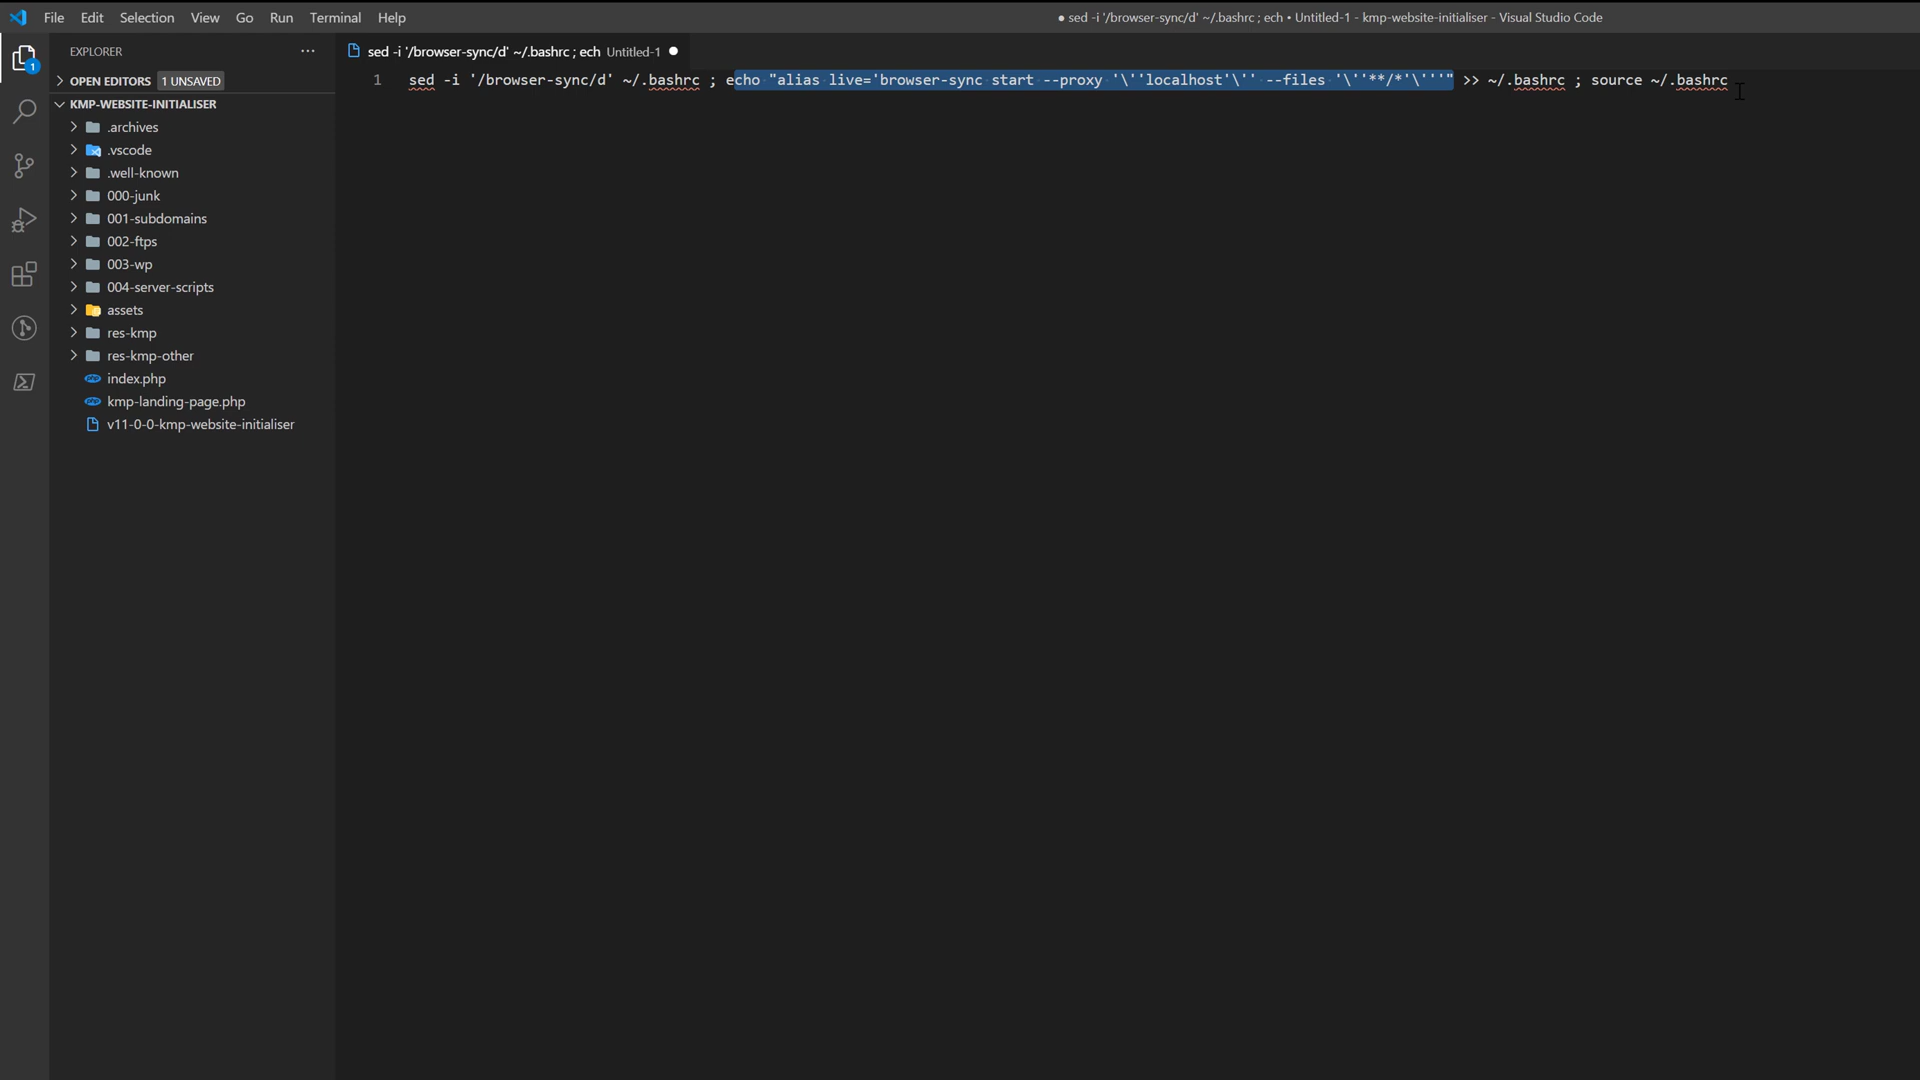 File Edit Selection View Go Run Terminal Help
● sed -i '/browser-sync/d' ~/.bashrc ; ech • Untitled-1 - kmp-website-initialiser - Visual Studio Code
EXPLORER
sed -i '/browser-sync/d' ~/.bashrc ; ech Untitled-1
OPEN EDITORS 1 UNSAVED
1 sed -i '/browser-sync/d' ~/.bashrc ; echo "alias live='browser-sync start --proxy '\''localhost'\'' --files '\''**/*'\'''" >> ~/.bashrc ; source ~/.bashrc
KMP-WEBSITE-INITIALISER
.archives
.vscode
.well-known
000-junk
001-subdomains
002-ftps
003-wp
004-server-scripts
assets
res-kmp
res-kmp-other
index.php
kmp-landing-page.php
v11-0-0-kmp-website-initialiser
1